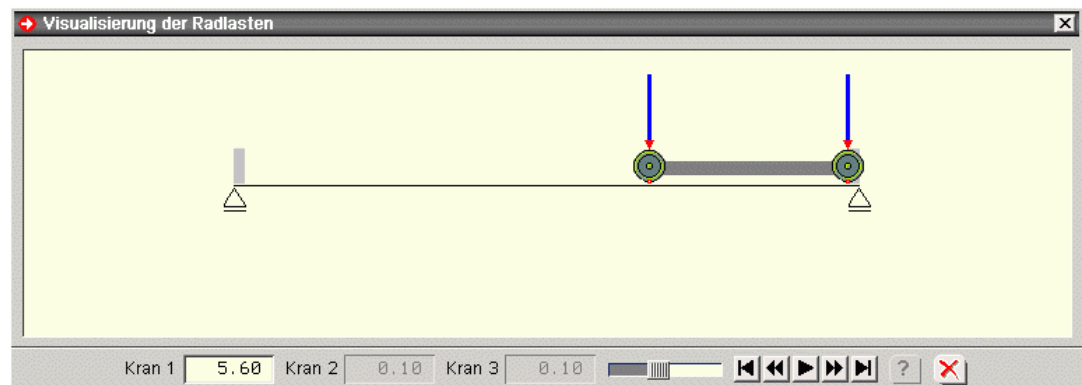 Visualisierung der Radlasten
Kran 1 5.60 Kran 2 0.10 Kran 3 0.10 ?